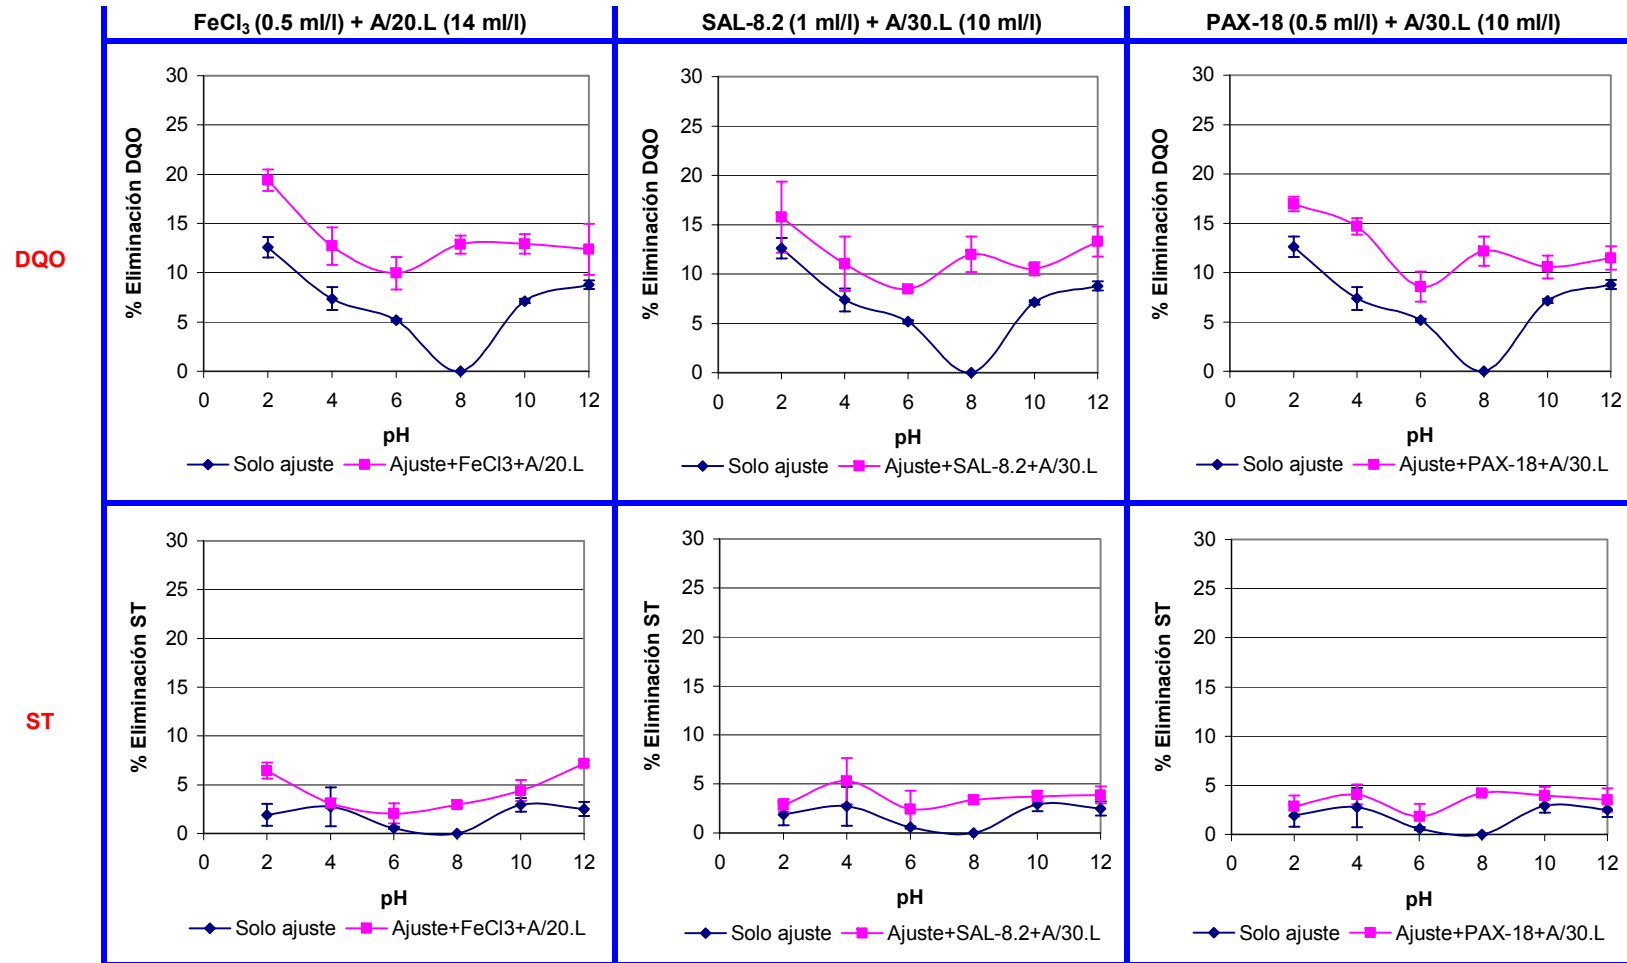 FeCl3 (0.5 ml/l) + A/20.L (14 ml/l)
SAL-8.2 (1 ml/l) + A/30.L (10 ml/l)
PAX-18 (0.5 ml/l) + A/30.L (10 ml/l)
DQO
% Eliminación DQO
30
25
20
15
10
5
0
0 2 4 6 8 10 12
pH
Solo ajuste Ajuste+FeCl3+A/20.L
% Eliminación DQO
30
25
20
15
10
5
0
0 2 4 6 8 10 12
pH
Solo ajuste Ajuste+SAL-8.2+A/30.L
% Eliminación DQO
30
25
20
15
10
5
0
0 2 4 6 8 10 12
pH
Solo ajuste Ajuste+PAX-18+A/30.L
ST
% Eliminación ST
30
25
20
15
10
5
0
0 2 4 6 8 10 12
pH
Solo ajuste Ajuste+FeCl3+A/20.L
% Eliminación ST
30
25
20
15
10
5
0
0 2 4 6 8 10 12
pH
Solo ajuste Ajuste+SAL-8.2+A/30.L
% Eliminación ST
30
25
20
15
10
5
0
0 2 4 6 8 10 12
pH
Solo ajuste Ajuste+PAX-18+A/30.L